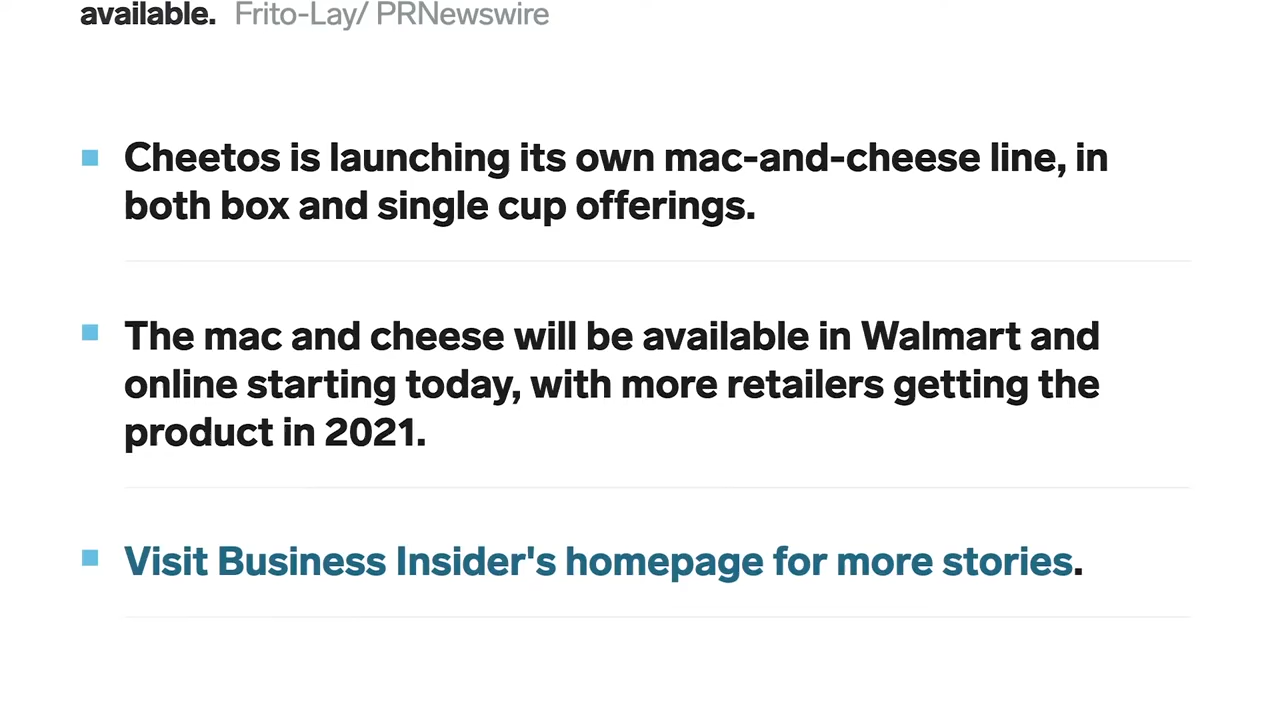 available. Frito-Lay/ PRNewswire
Cheetos is launching its own mac-and-cheese line, in
both box and single cup offerings.
The mac and cheese will be available in Walmart and
online starting today, with more retailers getting the
product in 2021.
Visit Business Insider's homepage for more stories.